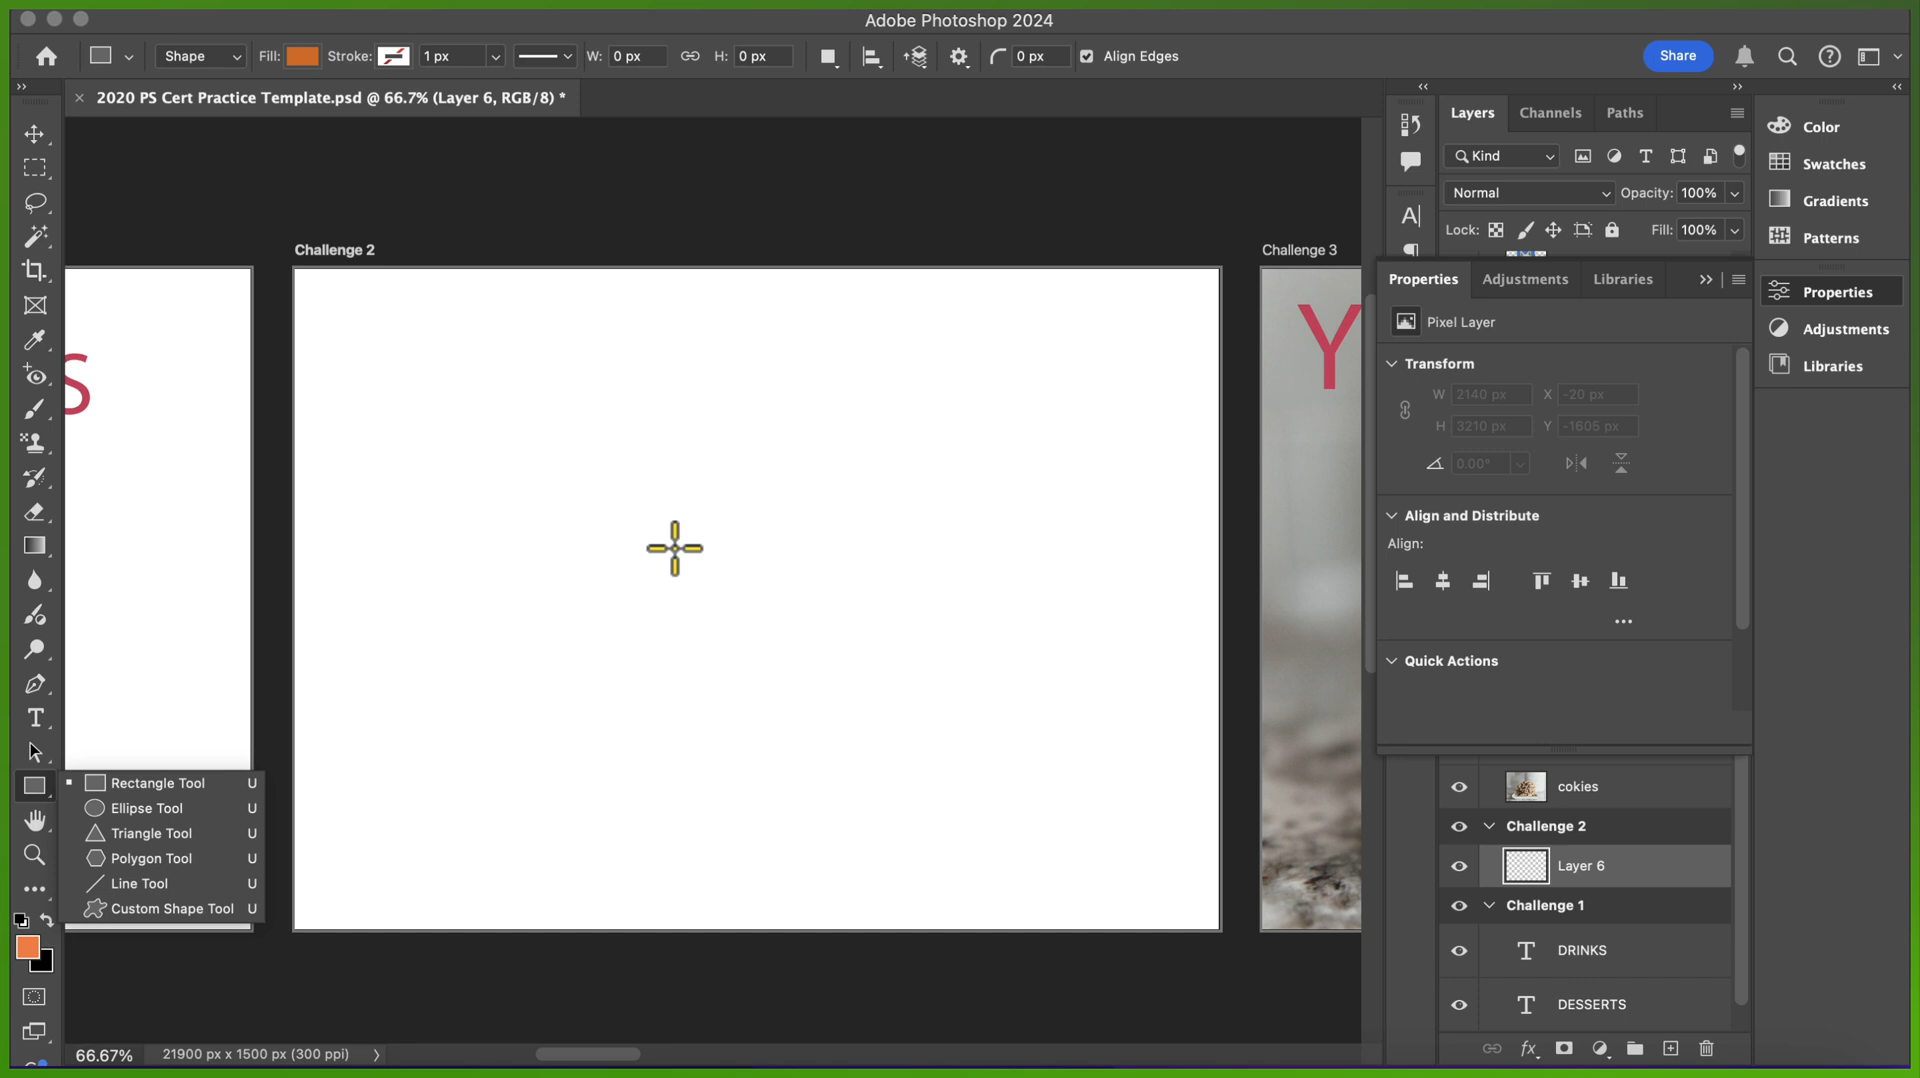 Adobe Photoshop 2024
Shape Fill: Stroke: 1 px W: 0 px H: 0 px 0 px Align Edges Share
2020 PS Cert Practice Template.psd @ 66.7% (Layer 6, RGB/8) *
Layers Channels Paths
Kind
Normal Opacity: 100%
Lock: Fill: 100%
Color
Swatches
Gradients
Patterns
Properties
Adjustments
Libraries
Challenge 2
Challenge 3
S
Y
Properties Adjustments Libraries
Pixel Layer
Transform
W 2140 px X -20 px
H 3210 px Y -1605 px
0.00°
Align and Distribute
Align:
Quick Actions
Rectangle Tool U
Ellipse Tool U
Triangle Tool U
Polygon Tool U
Line Tool U
Custom Shape Tool U
cokies
Challenge 2
Layer 6
Challenge 1
DRINKS
DESSERTS
66.67% 21900 px x 1500 px (300 ppi)